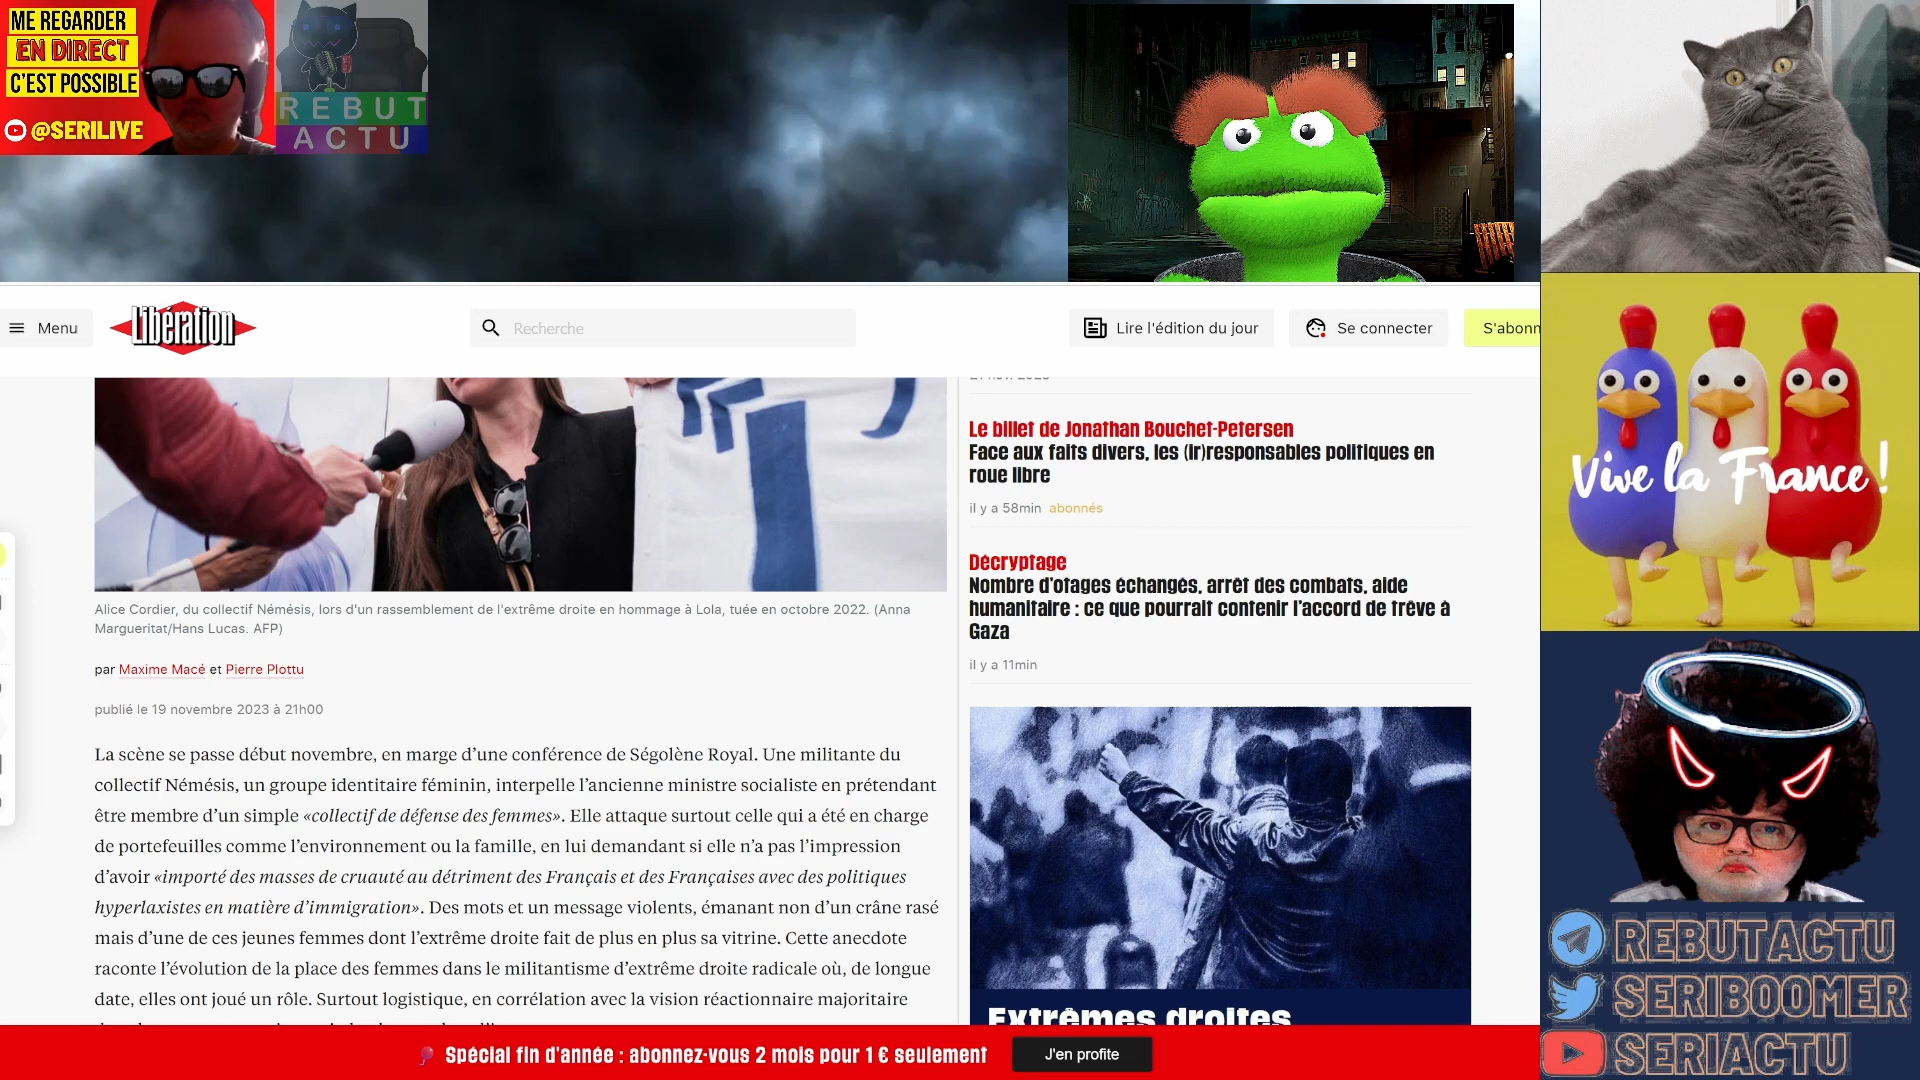 ME REGARDER
EN DIRECT
C'EST POSSIBLE
@SERILIVE
REBUT
ACTU
Menu
Libération
Recherche
Lire l'édition du jour
Se connecter
S'abonn
Le billet de Jonathan Bouchet-Petersen
Face aux faits divers, les (ir)responsables politiques en
roue libre
il y a 58min abonnés
Décryptage
Nombre d'otages échangés, arrêt des combats, aide
humanitaire : ce que pourrait contenir l'accord de trêve à
Gaza
il y a 11min
Extrêmes droites
Alice Cordier, du collectif Némésis, lors d'un rassemblement de l'extrême droite en hommage à Lola, tuée en octobre 2022. (Anna
Margueritat/Hans Lucas. AFP)
par Maxime Macé et Pierre Plottu
publié le 19 novembre 2023 à 21h00
La scène se passe début novembre, en marge d'une conférence de Ségolène Royal. Une militante du
collectif Némésis, un groupe identitaire féminin, interpelle l'ancienne ministre socialiste en prétendant
être membre d'un simple «collectif de défense des femmes». Elle attaque surtout celle qui a été en charge
de portefeuilles comme l'environnement ou la famille, en lui demandant si elle n'a pas l'impression
d'avoir «importé des masses de cruauté au détriment des Français et des Françaises avec des politiques
hyperlaxistes en matière d'immigration». Des mots et un message violents, émanant non d'un crâne rasé
mais d'une de ces jeunes femmes dont l'extrême droite fait de plus en plus sa vitrine. Cette anecdote
raconte l'évolution de la place des femmes dans le militantisme d'extrême droite radicale où, de longue
date, elles ont joué un rôle. Surtout logistique, en corrélation avec la vision réactionnaire majoritaire
Spécial fin d'année : abonnez-vous 2 mois pour 1 € seulement
J'en profite
Vive la France !
REBUTACTU
SERIBOOMER
SERIACTU